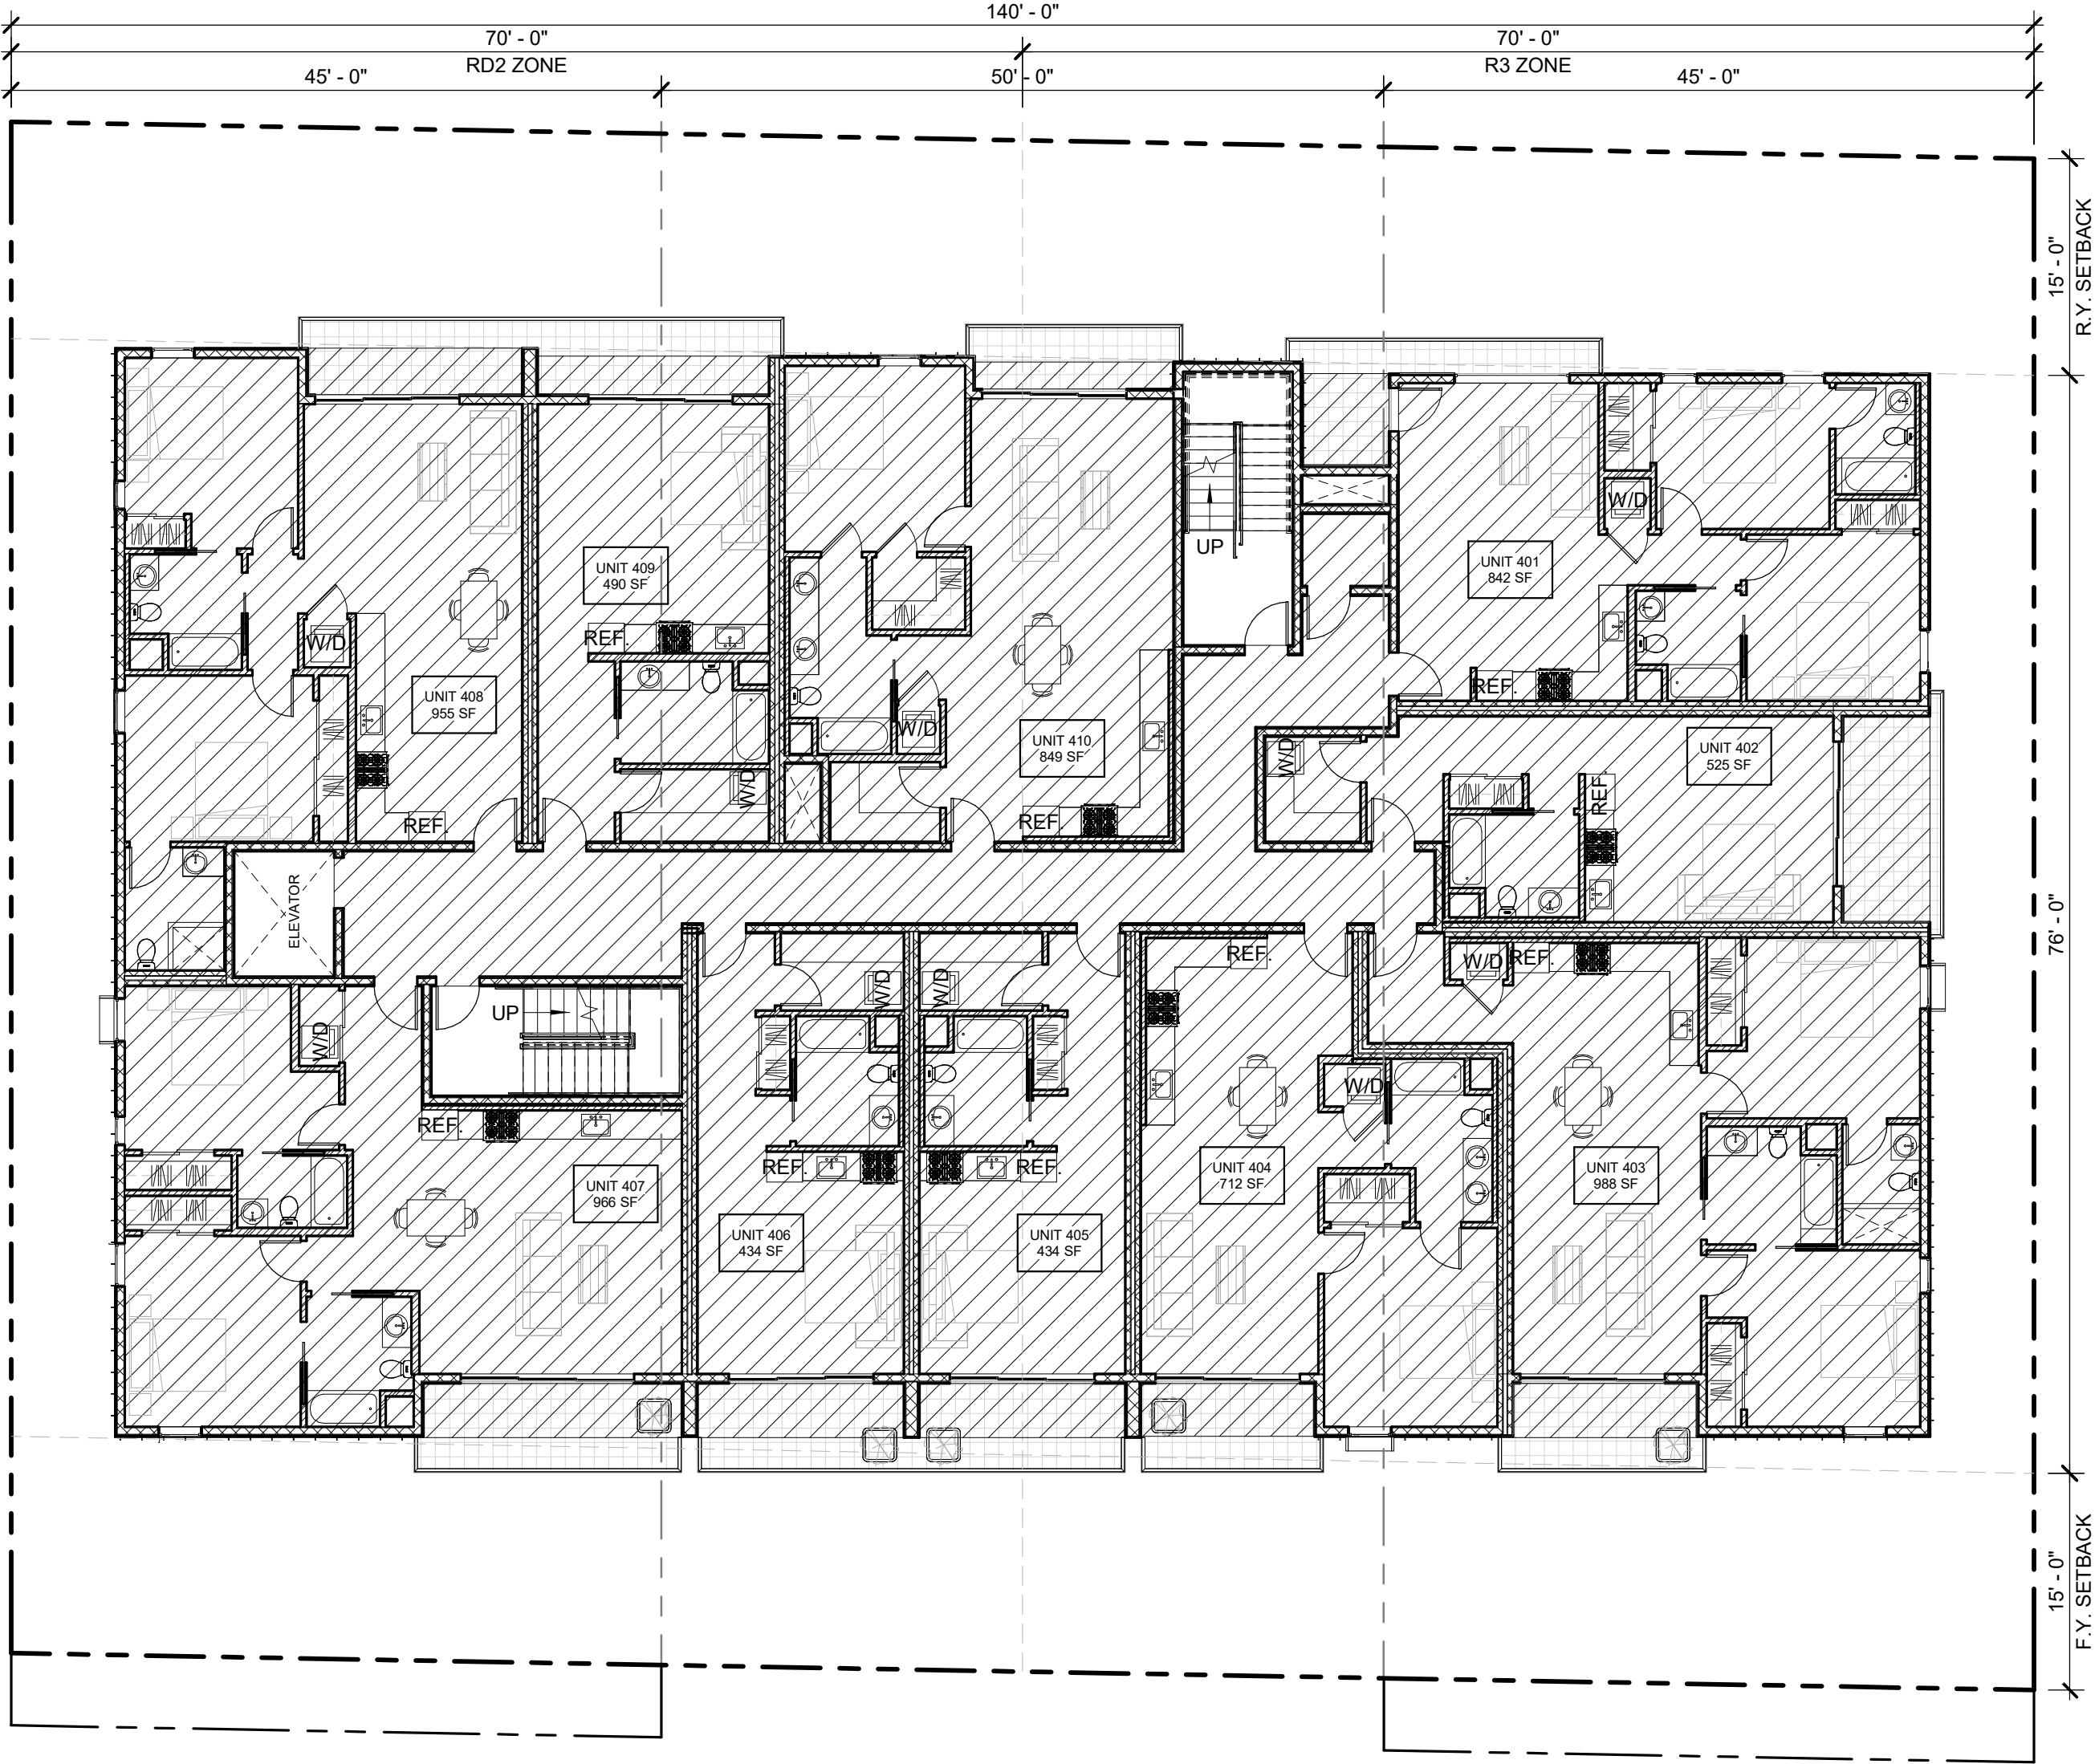 140' - 0"
70' - 0"
70' - 0"
RD2 ZONE
R3 ZONE
45' - 0"
50' - 0"
45' - 0"
15' - 0"
R.Y. SETBACK
W/D
UP
UNIT 401
842 SF
UNIT 409
490 SF
REF.
W/D
REF.
UNIT 408
955 SF
W/D
UNIT 410
849 SF
UNIT 402
525 SF
W/D
W/D
REF.
REF.
REF.
ELEVATOR
76' - 0"
REF.
W/D
REF.
W/D
W/D
UP
W/D
W/D
REF.
REF.
REF.
UNIT 404
712 SF
UNIT 403
988 SF
UNIT 407
966 SF
UNIT 406
434 SF
UNIT 405
434 SF
15' - 0"
F.Y. SETBACK